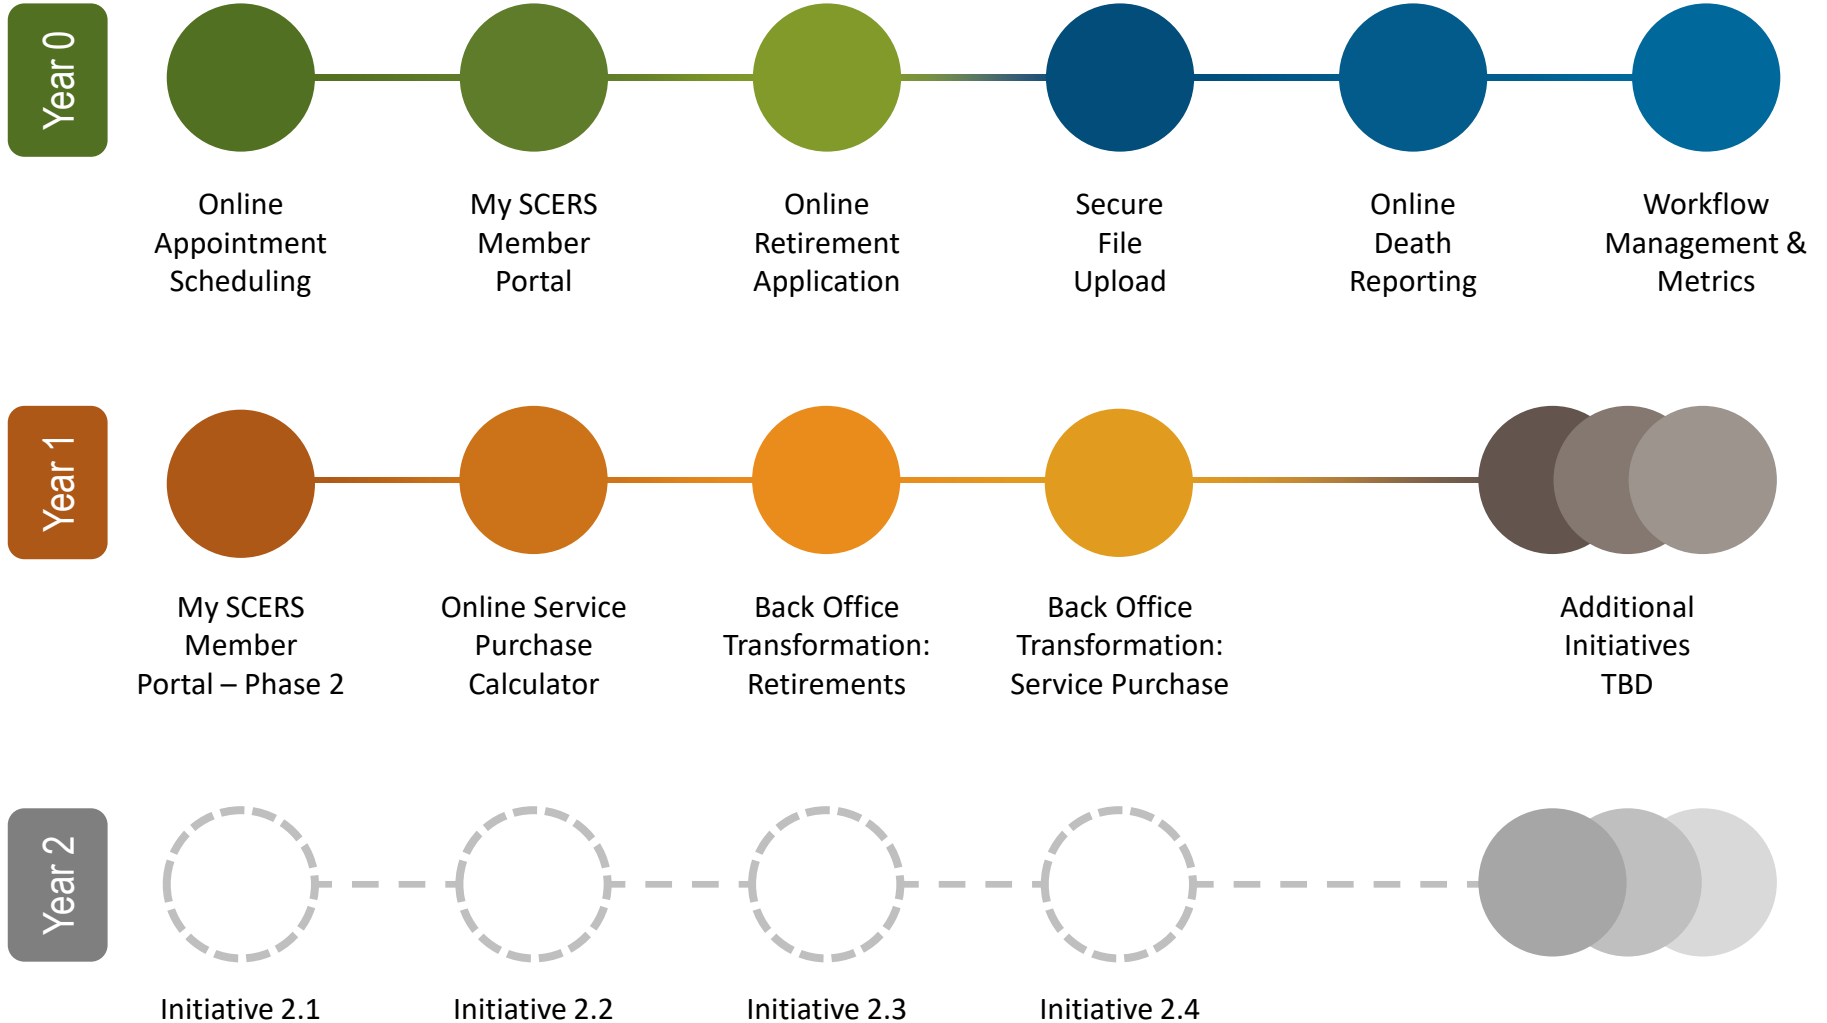 Year 0
Online
Appointment
Scheduling
My SCERS
Member
Portal
Online
Retirement
Application
Secure
File
Upload
Online
Death
Reporting
Workflow
Management &
Metrics
Year 1
My SCERS
Member
Portal – Phase 2
Online Service
Purchase
Calculator
Back Office
Transformation:
Retirements
Back Office
Transformation:
Service Purchase
Additional
Initiatives
TBD
Year 2
Initiative 2.1
Initiative 2.2
Initiative 2.3
Initiative 2.4